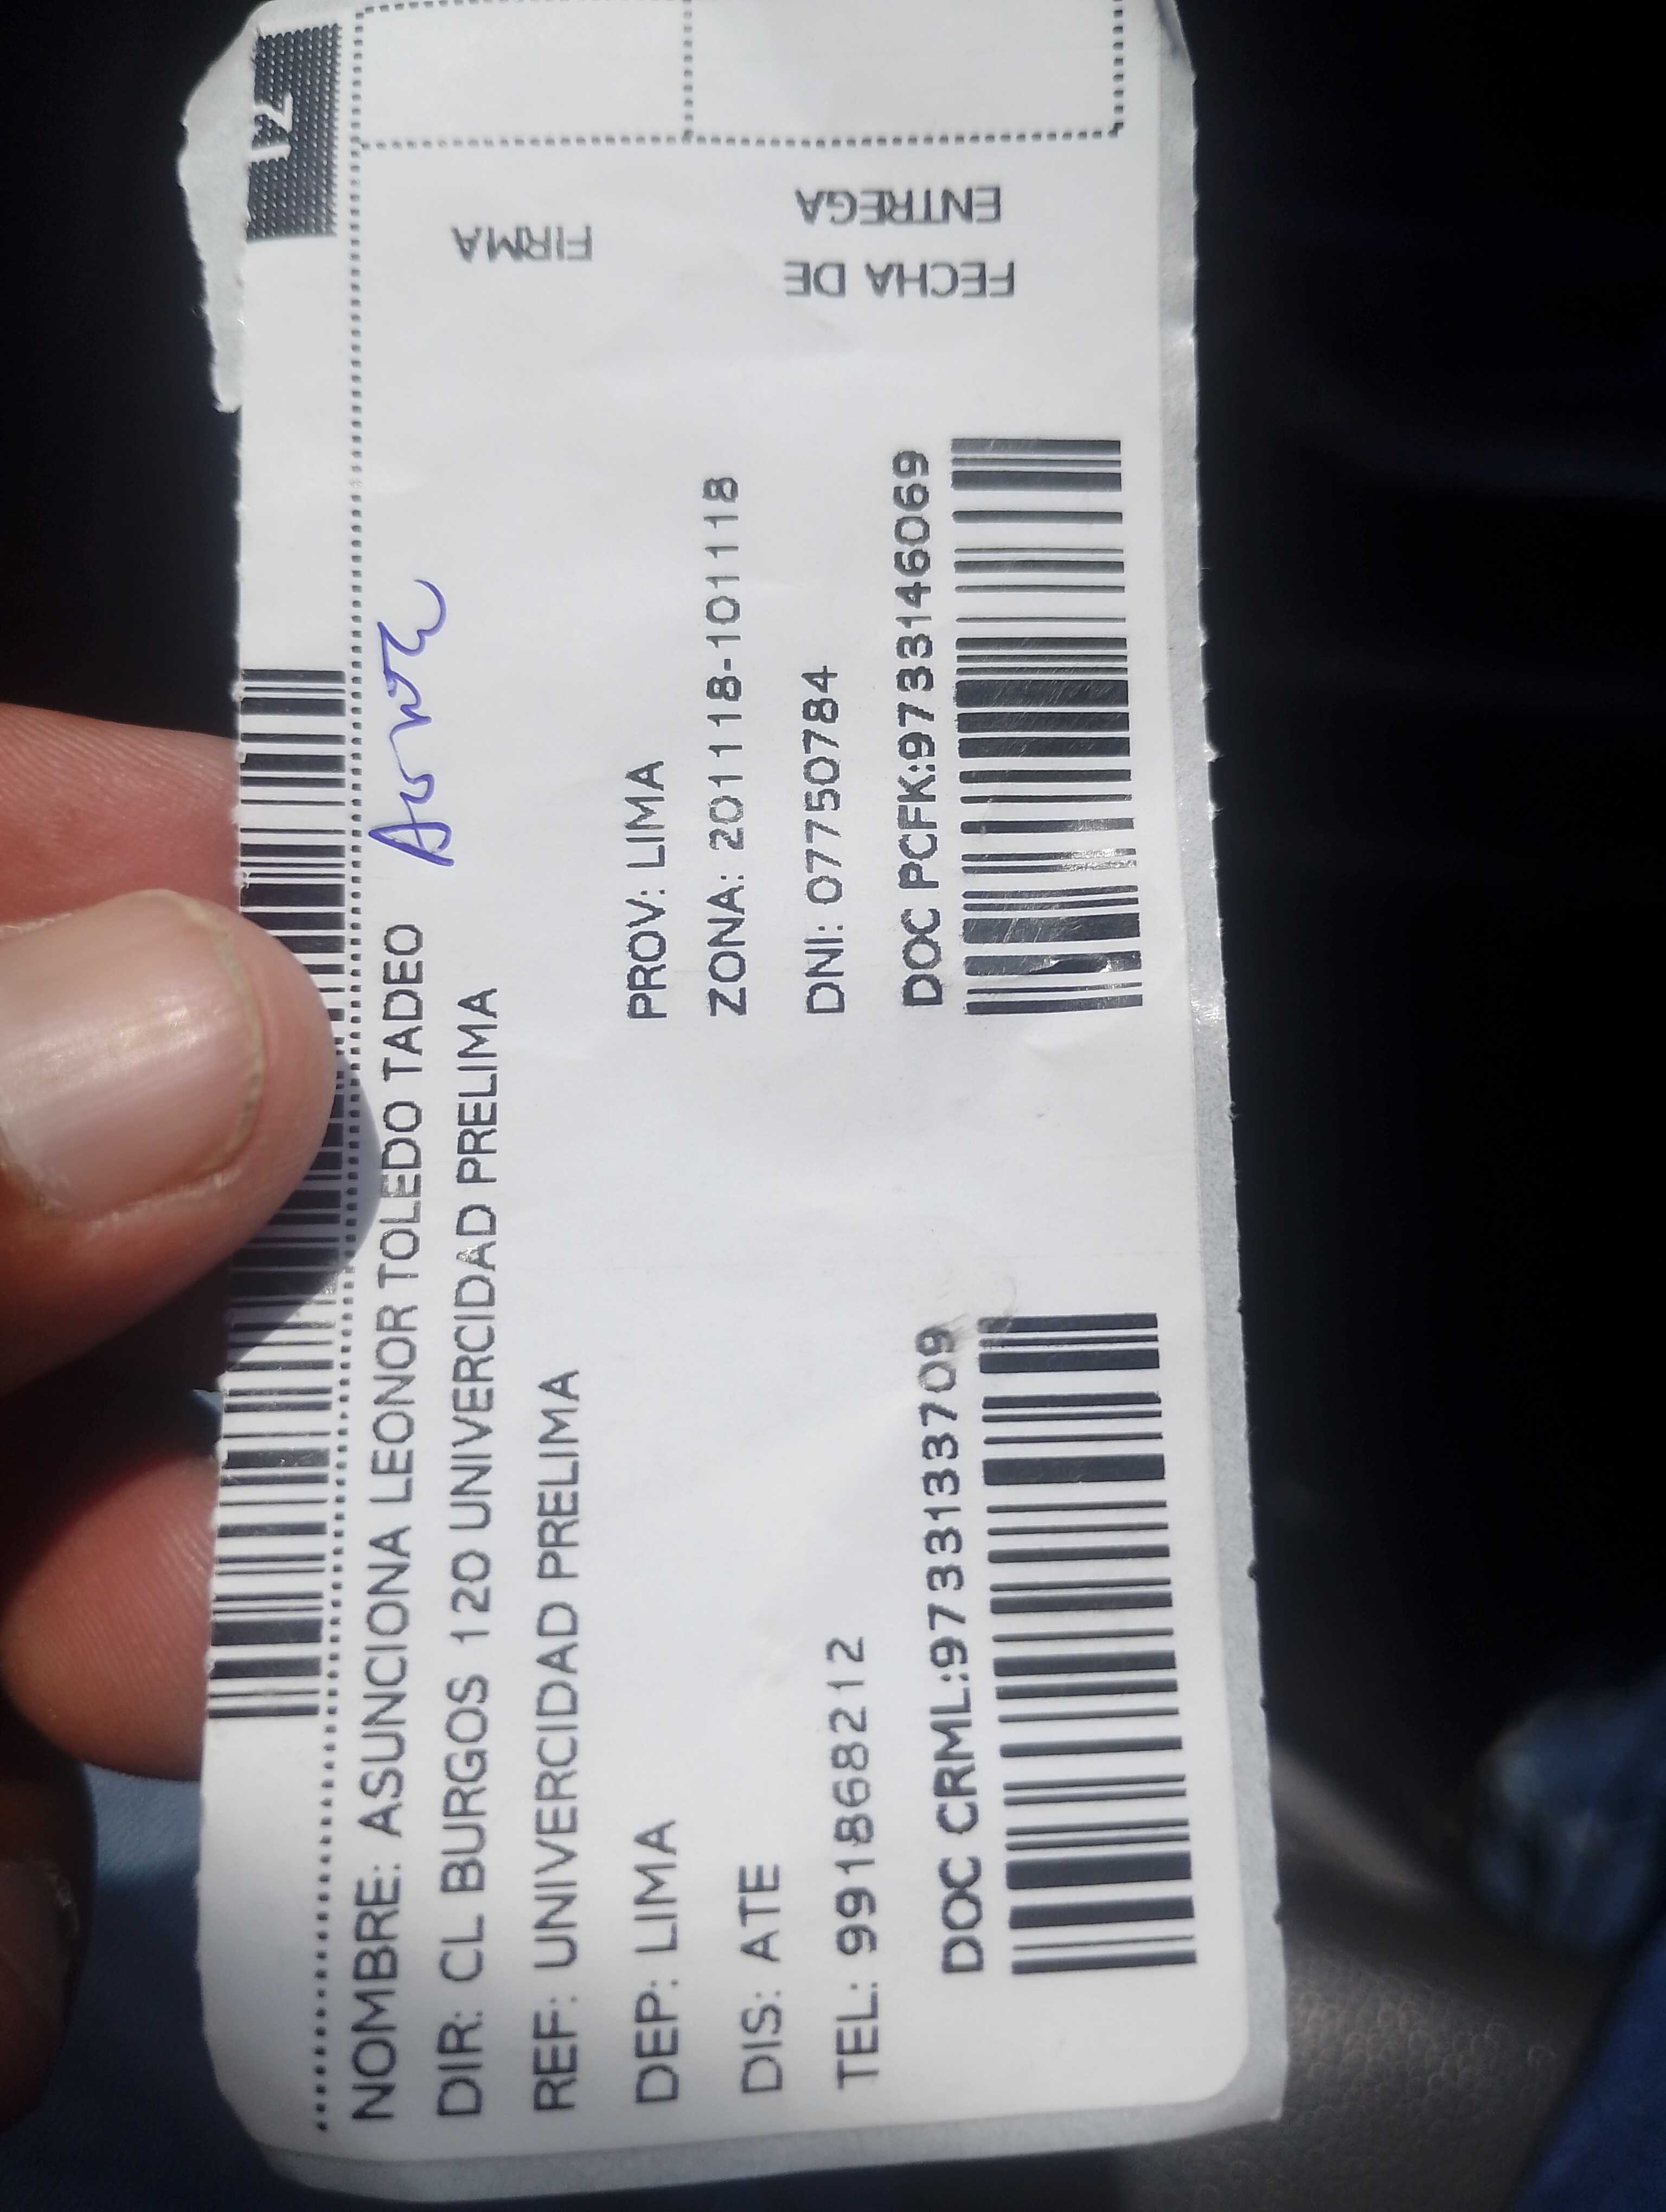 NOMBRE: ASUNCIONA LEONOR TOLEDO TADEO
DIR: CL BURGOS 120 UNIVERCIDAD PRELIMA
REF: UNIVERCIDAD PRELIMA
DEP: LIMA
PROV: LIMA
DIS: ATE
ZONA: 201118-101118
TEL: 991868212
DNI: 07750784
DOC CRML:9733133709
DOC PCFK:9733146069
FIRMA
FECHA DE
ENTREGA